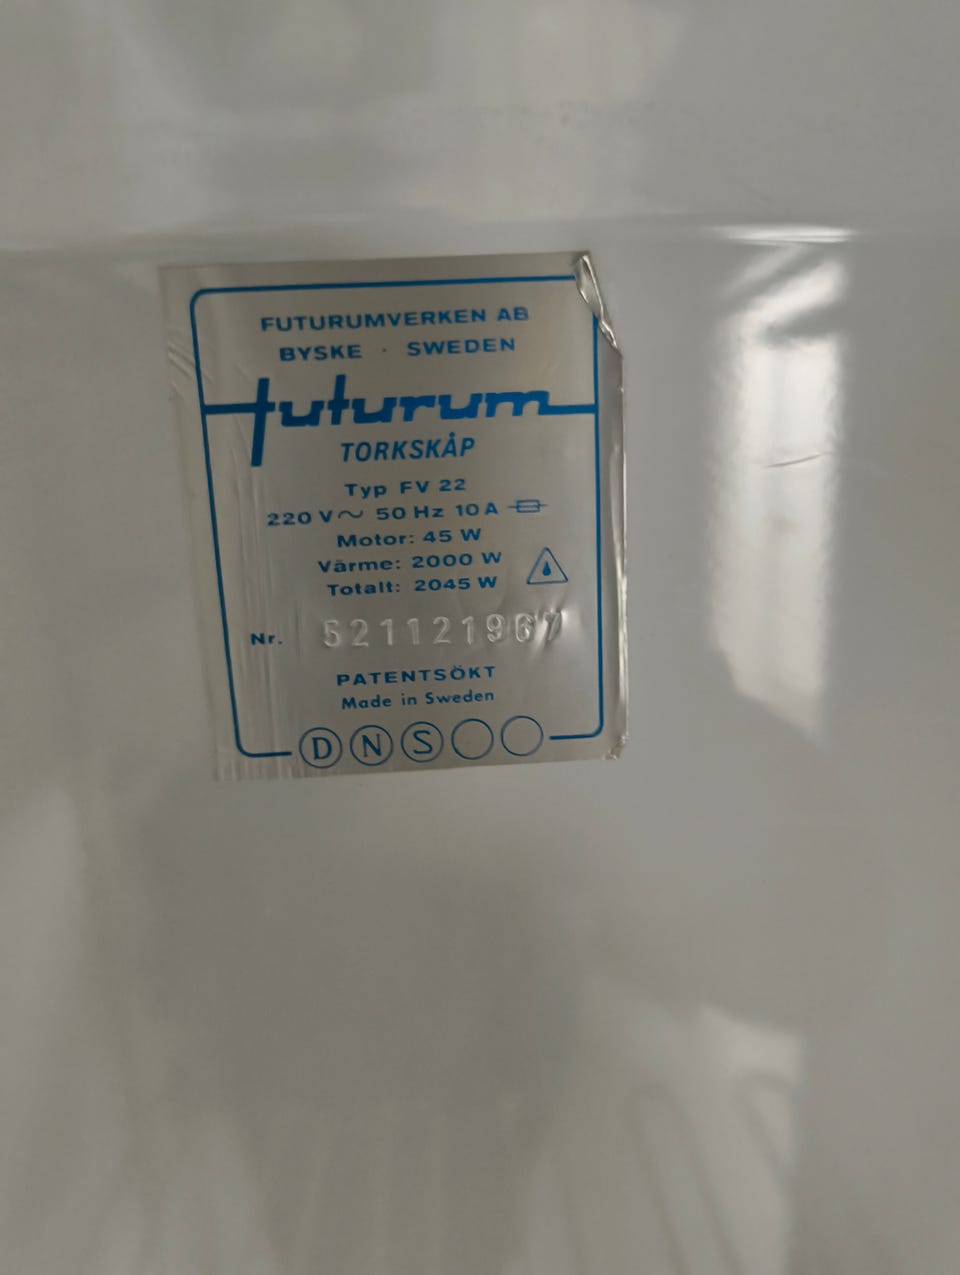 FUTURUMVERKEN AB
BYSKE · SWEDEN
futurum
TORKSKÅP
Typ FV 22
220 V ~ 50 Hz 10 A
Motor: 45 W
Värme: 2000 W
Totalt: 2045 W
Nr. 521121967
PATENTSÖKT
Made in Sweden
D N S